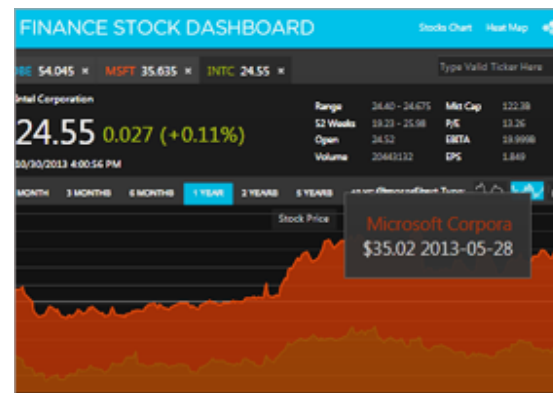 FINANCE STOCK DASHBOARD
Stocks Chart Heat Map
BE 54.045 × MSFT 35.635 × INTC 24.55 ×
Type Valid Ticker Here
Intel Corporation
24.55 0.027 (+0.11%)
10/30/2013 4:00:56 PM
Range 24.40 - 24.675 Mkt Cap 122.3B
52 Weeks 19.23 - 25.98 P/E 13.26
Open 24.52 EBITA 19.999B
Volume 20443132 EPS 1.849
MONTH 3 MONTHS 6 MONTHS 1 YEAR 2 YEARS 5 YEARS Type:
Stock Price
Microsoft Corpora
$35.02 2013-05-28